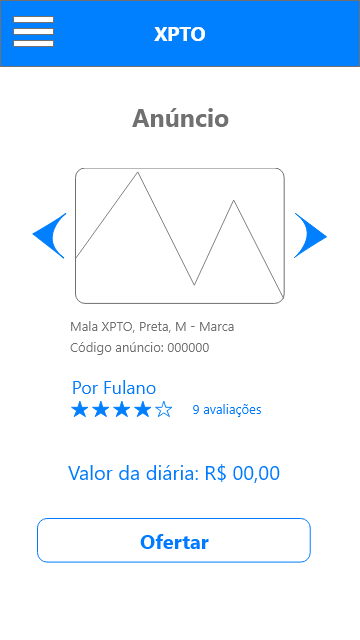 XPTO
Anúncio
Mala XPTO, Preta, M - Marca
Código anúncio: 000000
Por Fulano
9 avaliações
Valor da diária: R$ 00,00
Ofertar